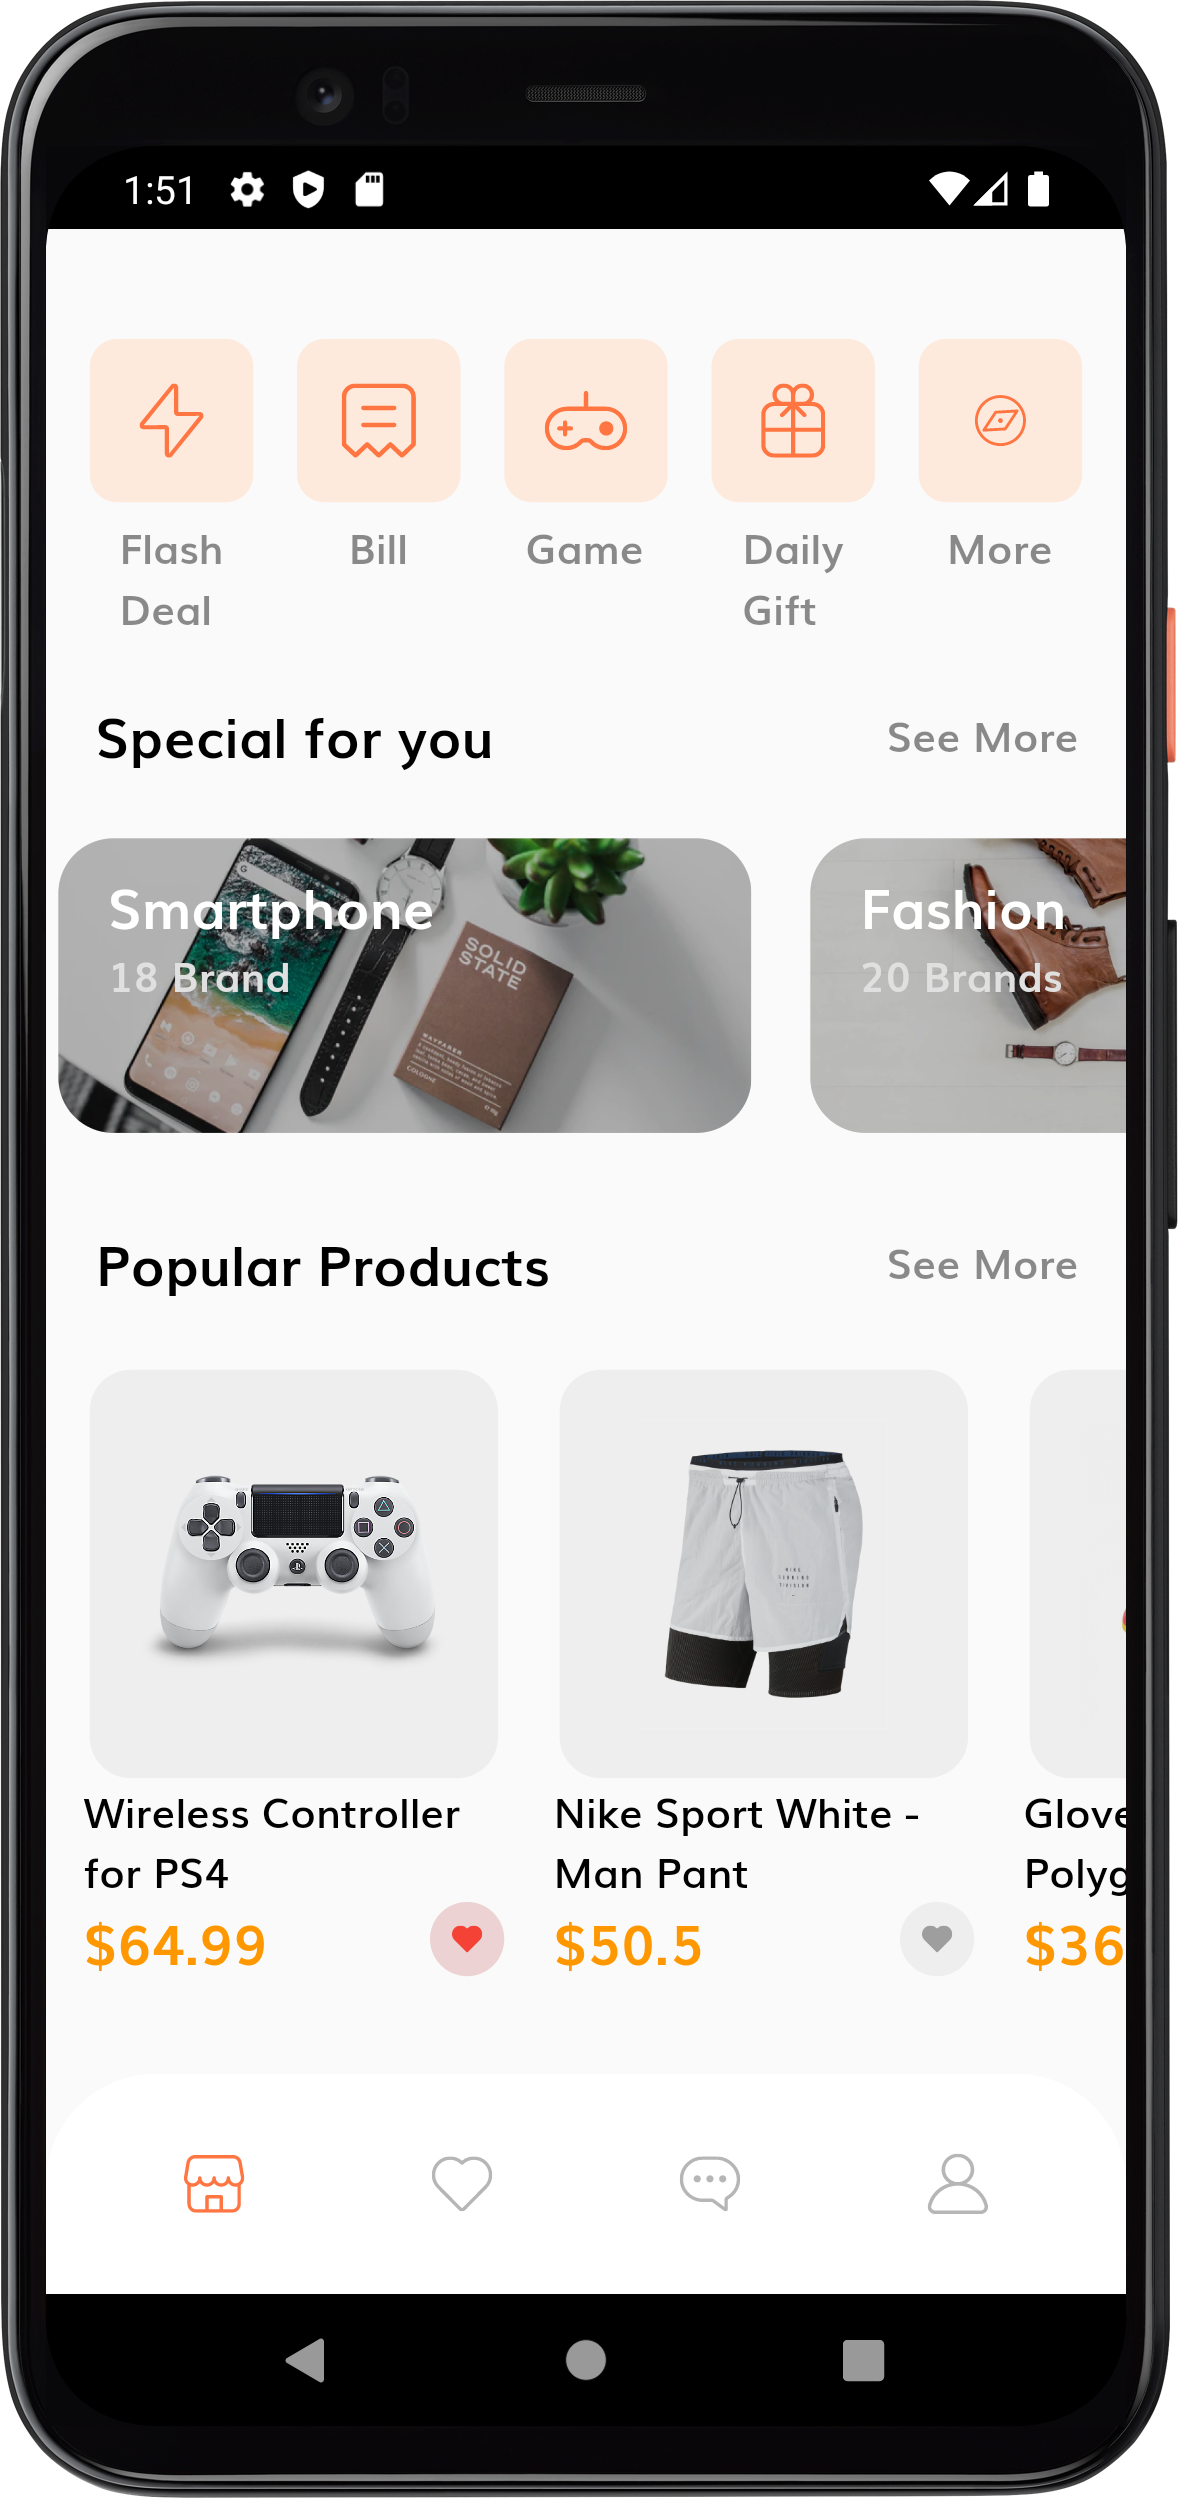 1:51
Flash
Deal
Bill
Game
Daily
Gift
More
Special for you
See More
Smartphone
18 Brand
SOLID
STATE
WAYFARER
COLOGNE
Fashion
20 Brands
Popular Products
See More
Wireless Controller
for PS4
$64.99
Nike Sport White -
Man Pant
$50.5
Glove
Polyg
$36